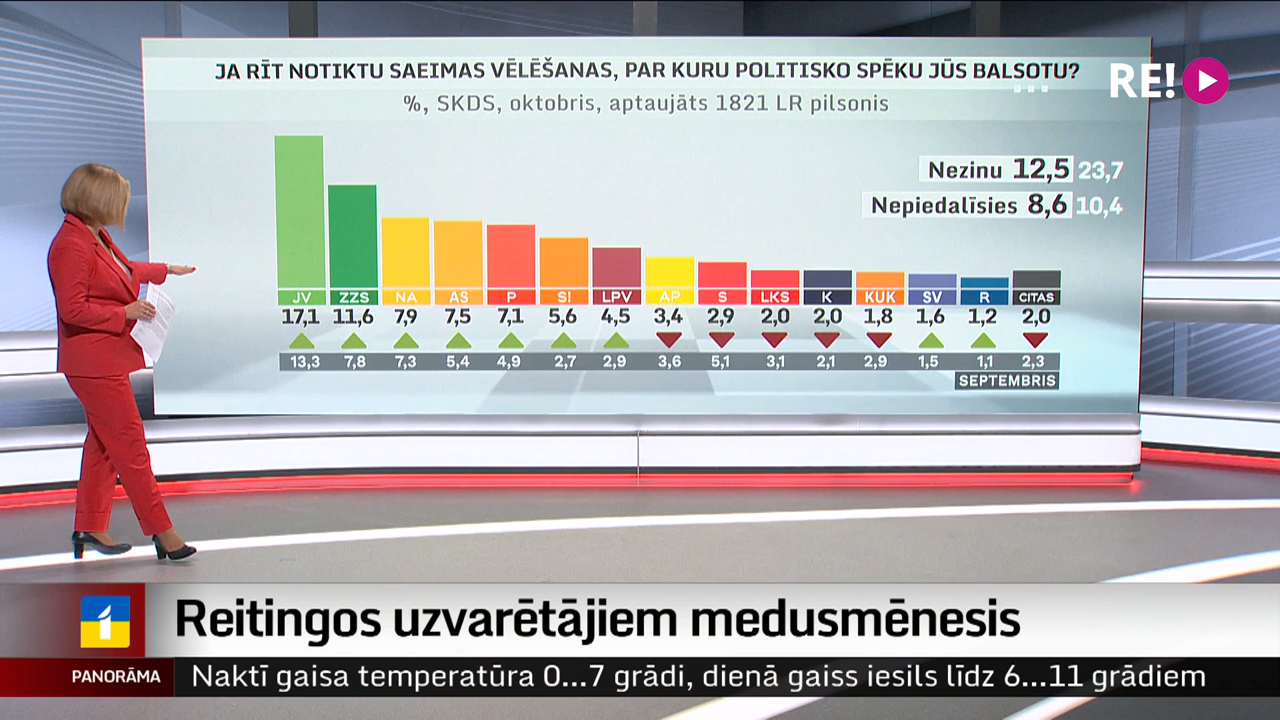 JA RĪT NOTIKTU SAEIMAS VĒLĒŠANAS, PAR KURU POLITISKO SPĒKU JŪS BALSOTU?
%, SKDS, oktobris, aptaujāts 1821 LR pilsonis
RE!
Nezinu 12,5 23,7
Nepiedalīsies 8,6 10,4
JV ZZS NA AS P S! LPV AP S LKS K KUK SV R CITAS
17,1 11,6 7,9 7,5 7,1 5,6 4,5 3,4 2,9 2,0 2,0 1,8 1,6 1,2 2,0
13,3 7,8 7,3 5,4 4,9 2,7 2,9 3,6 5,1 3,1 2,1 2,9 1,5 1,1 2,3
SEPTEMBRIS
1 Reitingos uzvarētājiem medusmēnesis
PANORĀMA Naktī gaisa temperatūra 0...7 grādi, dienā gaiss iesils līdz 6...11 grādiem